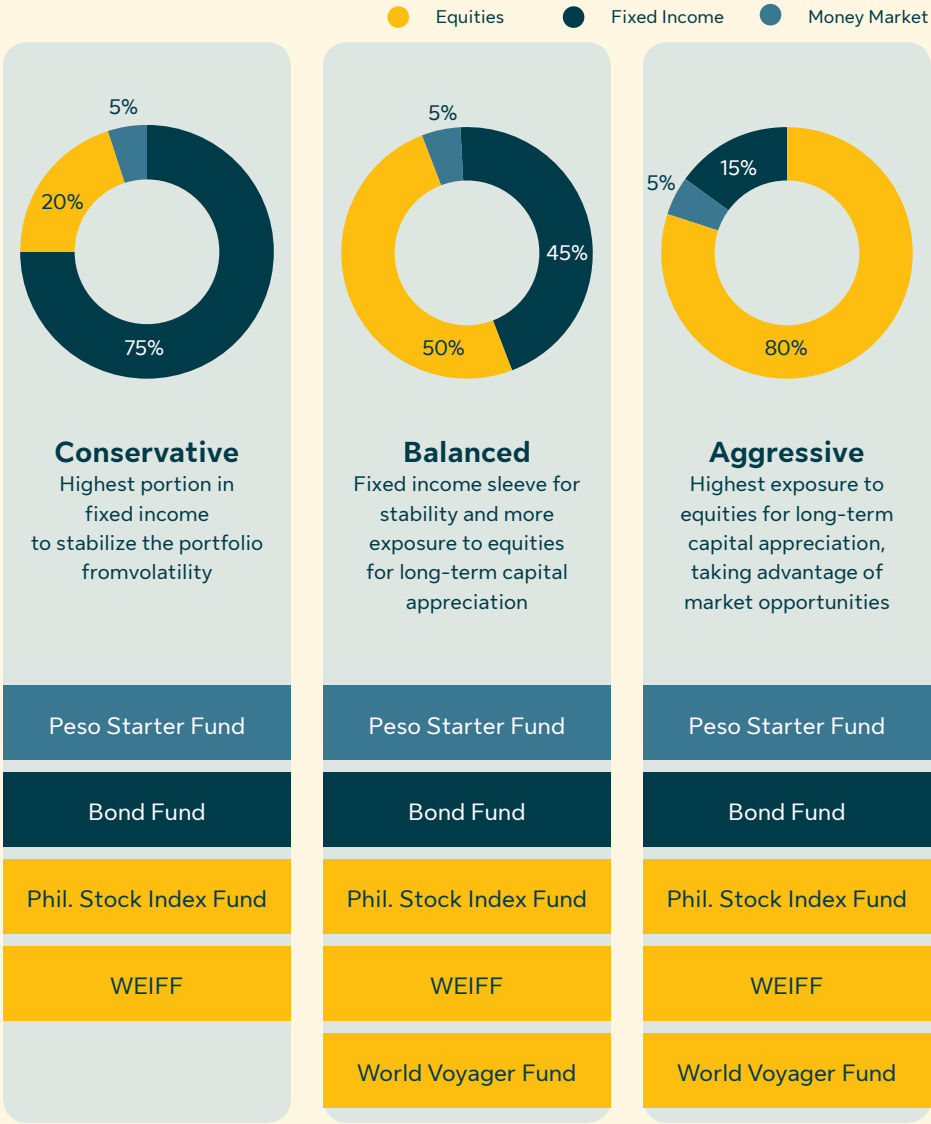 Equities
Fixed Income
Money Market
5%
20%
75%
Conservative
Highest portion in
fixed income
to stabilize the portfolio
fromvolatility
Peso Starter Fund
Bond Fund
Phil. Stock Index Fund
WEIFF
5%
45%
50%
Balanced
Fixed income sleeve for
stability and more
exposure to equities
for long-term capital
appreciation
Peso Starter Fund
Bond Fund
Phil. Stock Index Fund
WEIFF
World Voyager Fund
15%
5%
80%
Aggressive
Highest exposure to
equities for long-term
capital appreciation,
taking advantage of
market opportunities
Peso Starter Fund
Bond Fund
Phil. Stock Index Fund
WEIFF
World Voyager Fund